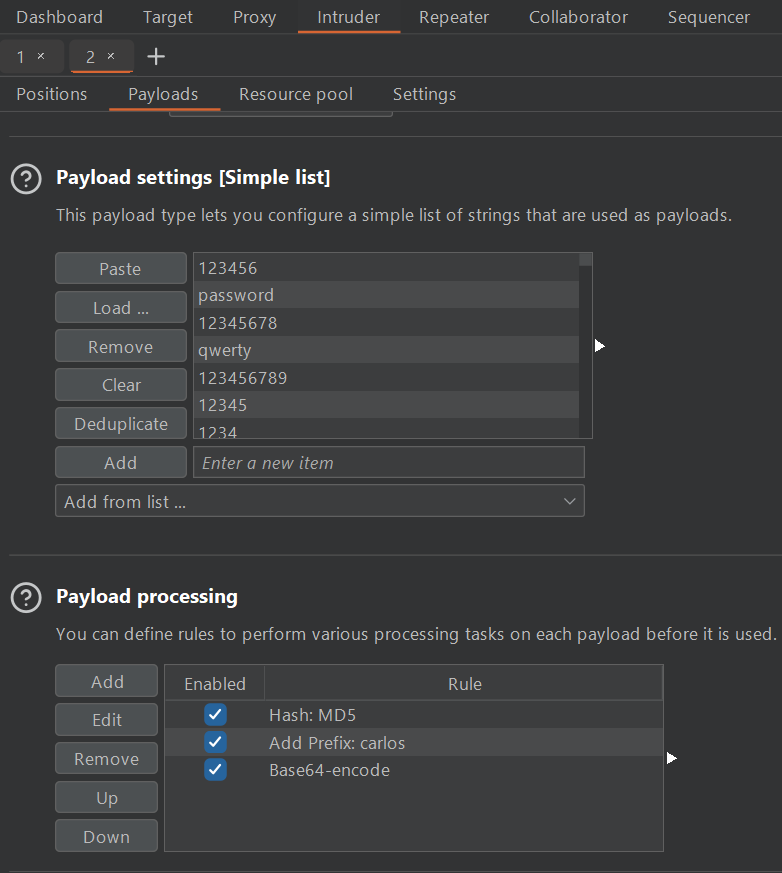 Dashboard Target Proxy Intruder Repeater Collaborator Sequencer
1 × 2 × +
Positions Payloads Resource pool Settings
? Payload settings [Simple list]
This payload type lets you configure a simple list of strings that are used as payloads.
Paste
Load ...
Remove
Clear
Deduplicate
123456
password
12345678
qwerty
123456789
12345
1234
Add Enter a new item
Add from list ...
? Payload processing
You can define rules to perform various processing tasks on each payload before it is used.
Add
Edit
Remove
Up
Down
Enabled Rule
Hash: MD5
Add Prefix: carlos
Base64-encode